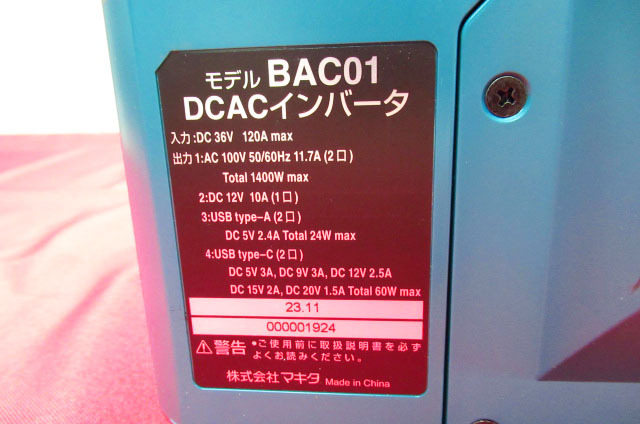 モデル BAC01
DCACインバータ
入力:DC 36V 120A max
出力1:AC 100V 50/60Hz 11.7A(2口)
Total 1400W max
2:DC 12V 10A(1口)
3:USB type-A(2口)
DC 5V 2.4A Total 24W max
4:USB type-C(2口)
DC 5V 3A, DC 9V 3A, DC 12V 2.5A
DC 15V 2A, DC 20V 1.5A Total 60W max
23.11
000001924
⚠警告 •ご使用前に取扱説明書を必ず
よくお読みください。
株式会社マキタ Made in China